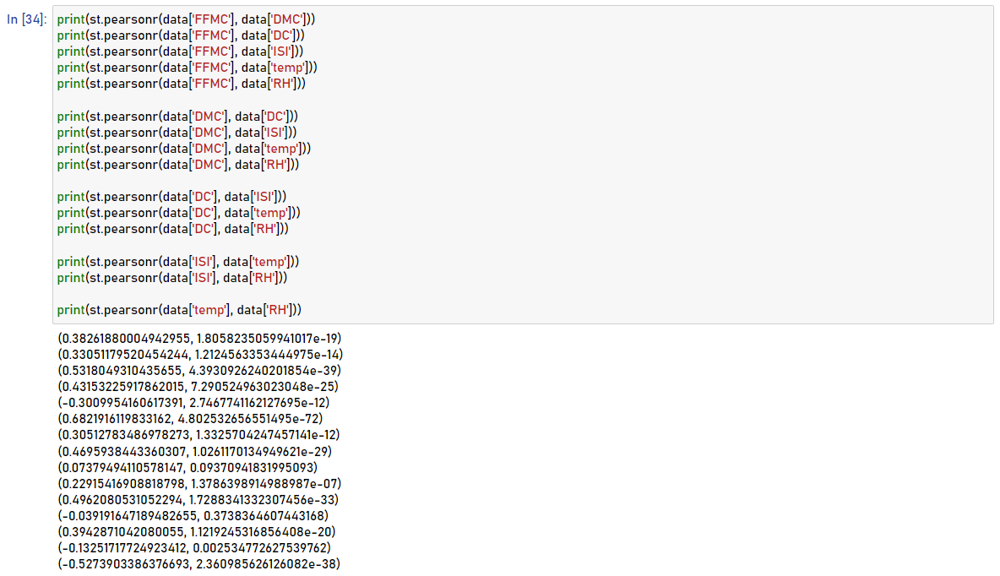 In [34]:
print(st.pearsonr(data['FFMC'], data['DMC']))
print(st.pearsonr(data['FFMC'], data['DC']))
print(st.pearsonr(data['FFMC'], data['ISI']))
print(st.pearsonr(data['FFMC'], data['temp']))
print(st.pearsonr(data['FFMC'], data['RH']))
print(st.pearsonr(data['DMC'], data['DC']))
print(st.pearsonr(data['DMC'], data['ISI']))
print(st.pearsonr(data['DMC'], data['temp']))
print(st.pearsonr(data['DMC'], data['RH']))
print(st.pearsonr(data['DC'], data['ISI']))
print(st.pearsonr(data['DC'], data['temp']))
print(st.pearsonr(data['DC'], data['RH']))
print(st.pearsonr(data['ISI'], data['temp']))
print(st.pearsonr(data['ISI'], data['RH']))
print(st.pearsonr(data['temp'], data['RH']))
(0.38261880004942955, 1.8058235059941017e-19)
(0.33051179520454244, 1.2124563353444975e-14)
(0.5318049310435655, 4.3930926240201854e-39)
(0.43153225917862015, 7.290524963023048e-25)
(-0.3009954160617391, 2.7467741162127695e-12)
(0.6821916119833162, 4.802532656551495e-72)
(0.30512783486978273, 1.3325704247457141e-12)
(0.4695938443360307, 1.0261170134949621e-29)
(0.07379494110578147, 0.09370941831995093)
(0.22915416908818798, 1.3786398914988987e-07)
(0.4962080531052294, 1.7288341332307456e-33)
(-0.039191647189482655, 0.3738364607443168)
(0.3942871042080055, 1.1219245316856408e-20)
(-0.13251717724923412, 0.002534772627539762)
(-0.5273903386376693, 2.360985626126082e-38)